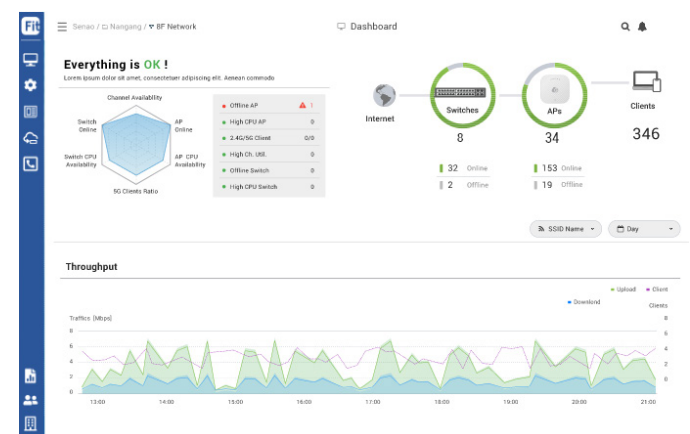 Fit
Senao / Nangang / 8F Network
Dashboard
Everything is OK !
Lorem ipsum dolor sit amet, consectetuer adipiscing elit. Aenean commodo
Channel Availability
Switch Online
AP Online
Switch CPU Availability
AP CPU Availability
5G Clients Ratio
Offline AP 1
High CPU AP 0
2.4G/5G Client 0/0
High Ch. Util. 0
Offline Switch 0
High CPU Switch 0
Internet
Switches
8
APs
34
Clients
346
32 Online
2 Offline
153 Online
19 Offline
SSID Name
Day
Throughput
Upload
Client
Download
Traffics (Mbps)
Clients
8
6
4
2
0
8
6
4
2
0
13:00 14:00 15:00 16:00 17:00 18:00 19:00 20:00 21:00